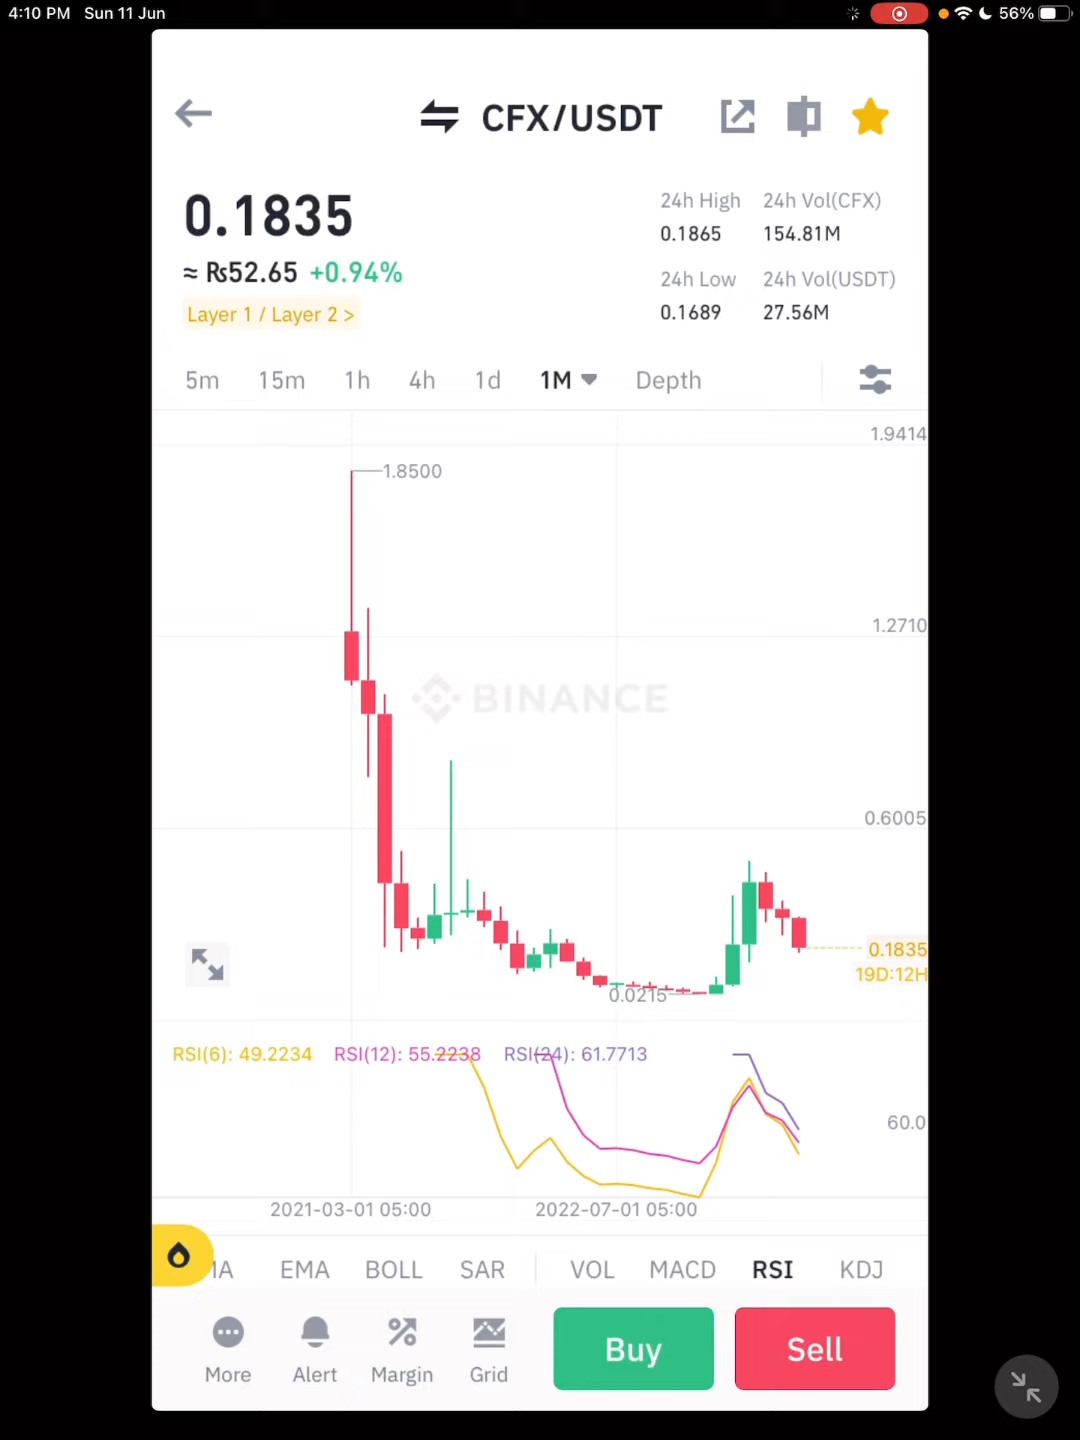 4:10 PM Sun 11 Jun 56%
CFX/USDT
0.1835
≈ ₨52.65 +0.94%
Layer 1 / Layer 2 >
24h High 24h Vol(CFX)
0.1865 154.81M
24h Low 24h Vol(USDT)
0.1689 27.56M
5m 15m 1h 4h 1d 1M Depth
1.9414
1.8500
1.2710
BINANCE
0.6005
0.1835
19D:12H
0.0215
RSI(6): 49.2234 RSI(12): 55.2238 RSI(24): 61.7713
60.0
2021-03-01 05:00 2022-07-01 05:00
EMA BOLL SAR VOL MACD RSI KDJ
More Alert Margin Grid Buy Sell